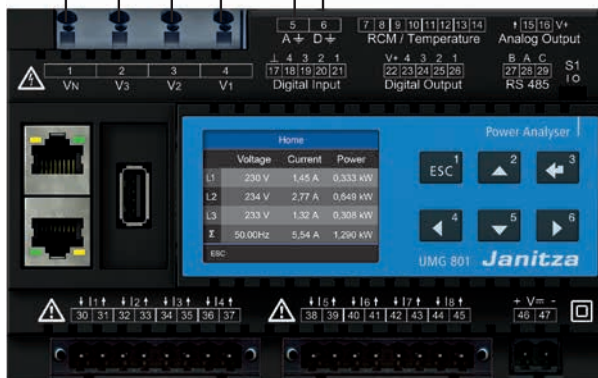 5 6 7 8 9 10 11 12 13 14 15 16 V+
A D RCM / Temperature Analog Output
1 2 3 4
VN V3 V2 V1
4 3 2 1 V+ 4 3 2 1 B A C S1
17 18 19 20 21 22 23 24 25 26 27 28 29 I O
Digital Input Digital Output RS 485
Home
Voltage Current Power
L1 230 V 1,45 A 0,333 kW
L2 234 V 2,77 A 0,649 kW
L3 233 V 1,32 A 0,308 kW
Σ 50.00Hz 5,54 A 1,290 kW
ESC
Power Analyser
ESC 1 2 3
4 5 6
UMG 801 Janitza
I1 I2 I3 I4 I5 I6 I7 I8 + V= -
30 31 32 33 34 35 36 37 38 39 40 41 42 43 44 45 46 47